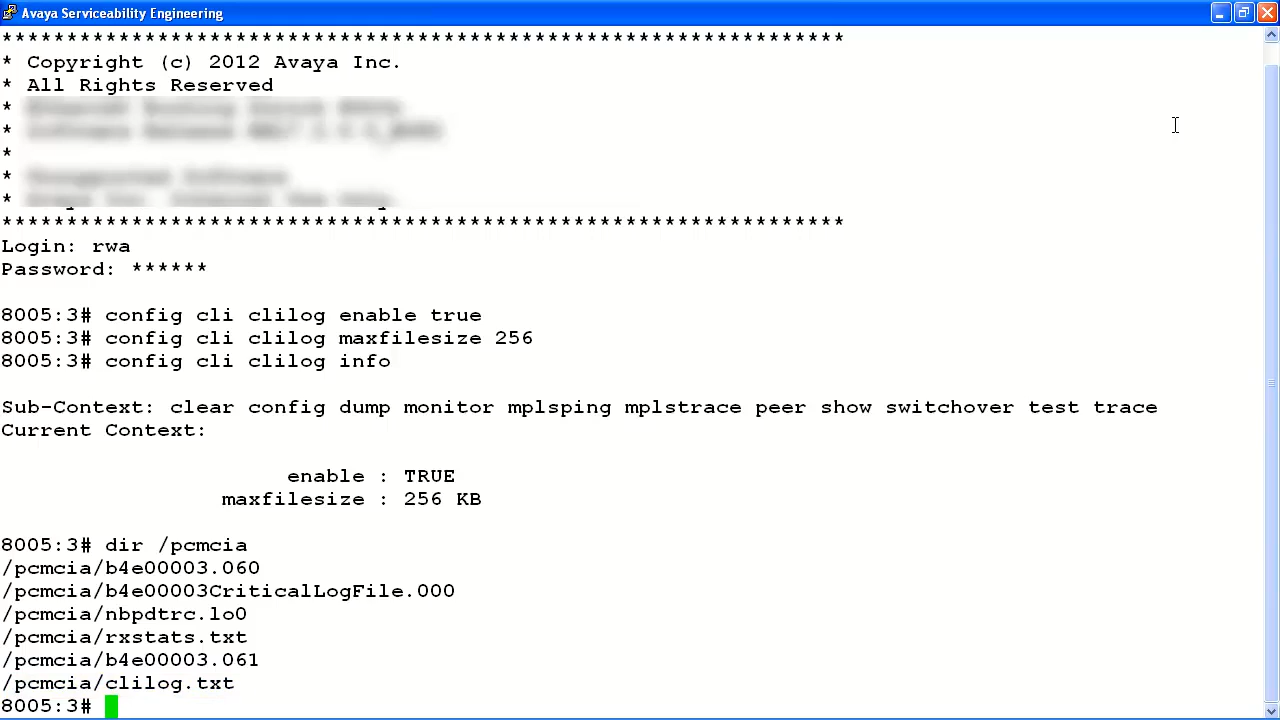 Avaya Serviceability Engineering
*****************************************************************
* Copyright (c) 2012 Avaya Inc.
* All Rights Reserved
*
*
*
*
*
*****************************************************************
Login: rwa
Password: ******
8005:3# config cli clilog enable true
8005:3# config cli clilog maxfilesize 256
8005:3# config cli clilog info
Sub-Context: clear config dump monitor mplsping mplstrace peer show switchover test trace
Current Context:
enable : TRUE
maxfilesize : 256 KB
8005:3# dir /pcmcia
/pcmcia/b4e00003.060
/pcmcia/b4e00003CriticalLogFile.000
/pcmcia/nbpdtrc.lo0
/pcmcia/rxstats.txt
/pcmcia/b4e00003.061
/pcmcia/clilog.txt
8005:3#